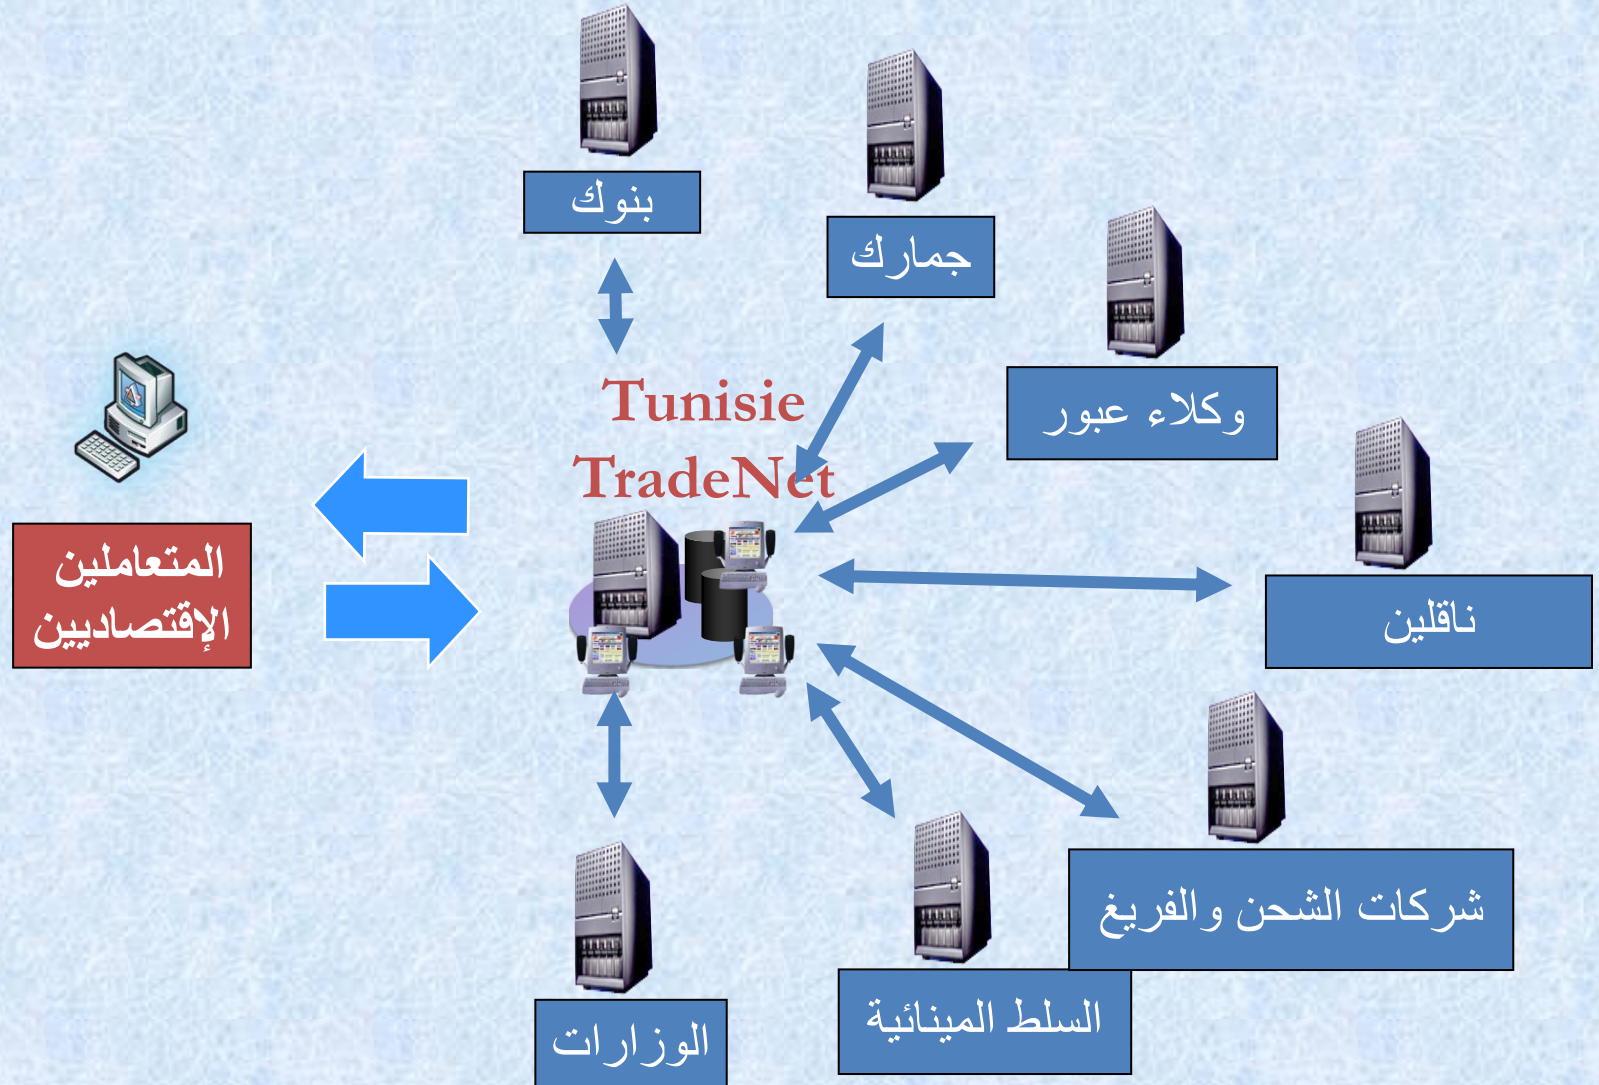 بنوك
جمارك
وكلاء عبور
Tunisie
TradeNet
المتعاملين
الإقتصاديين
ناقلين
شركات الشحن والفريغ
السلط المينائية
الوزارات